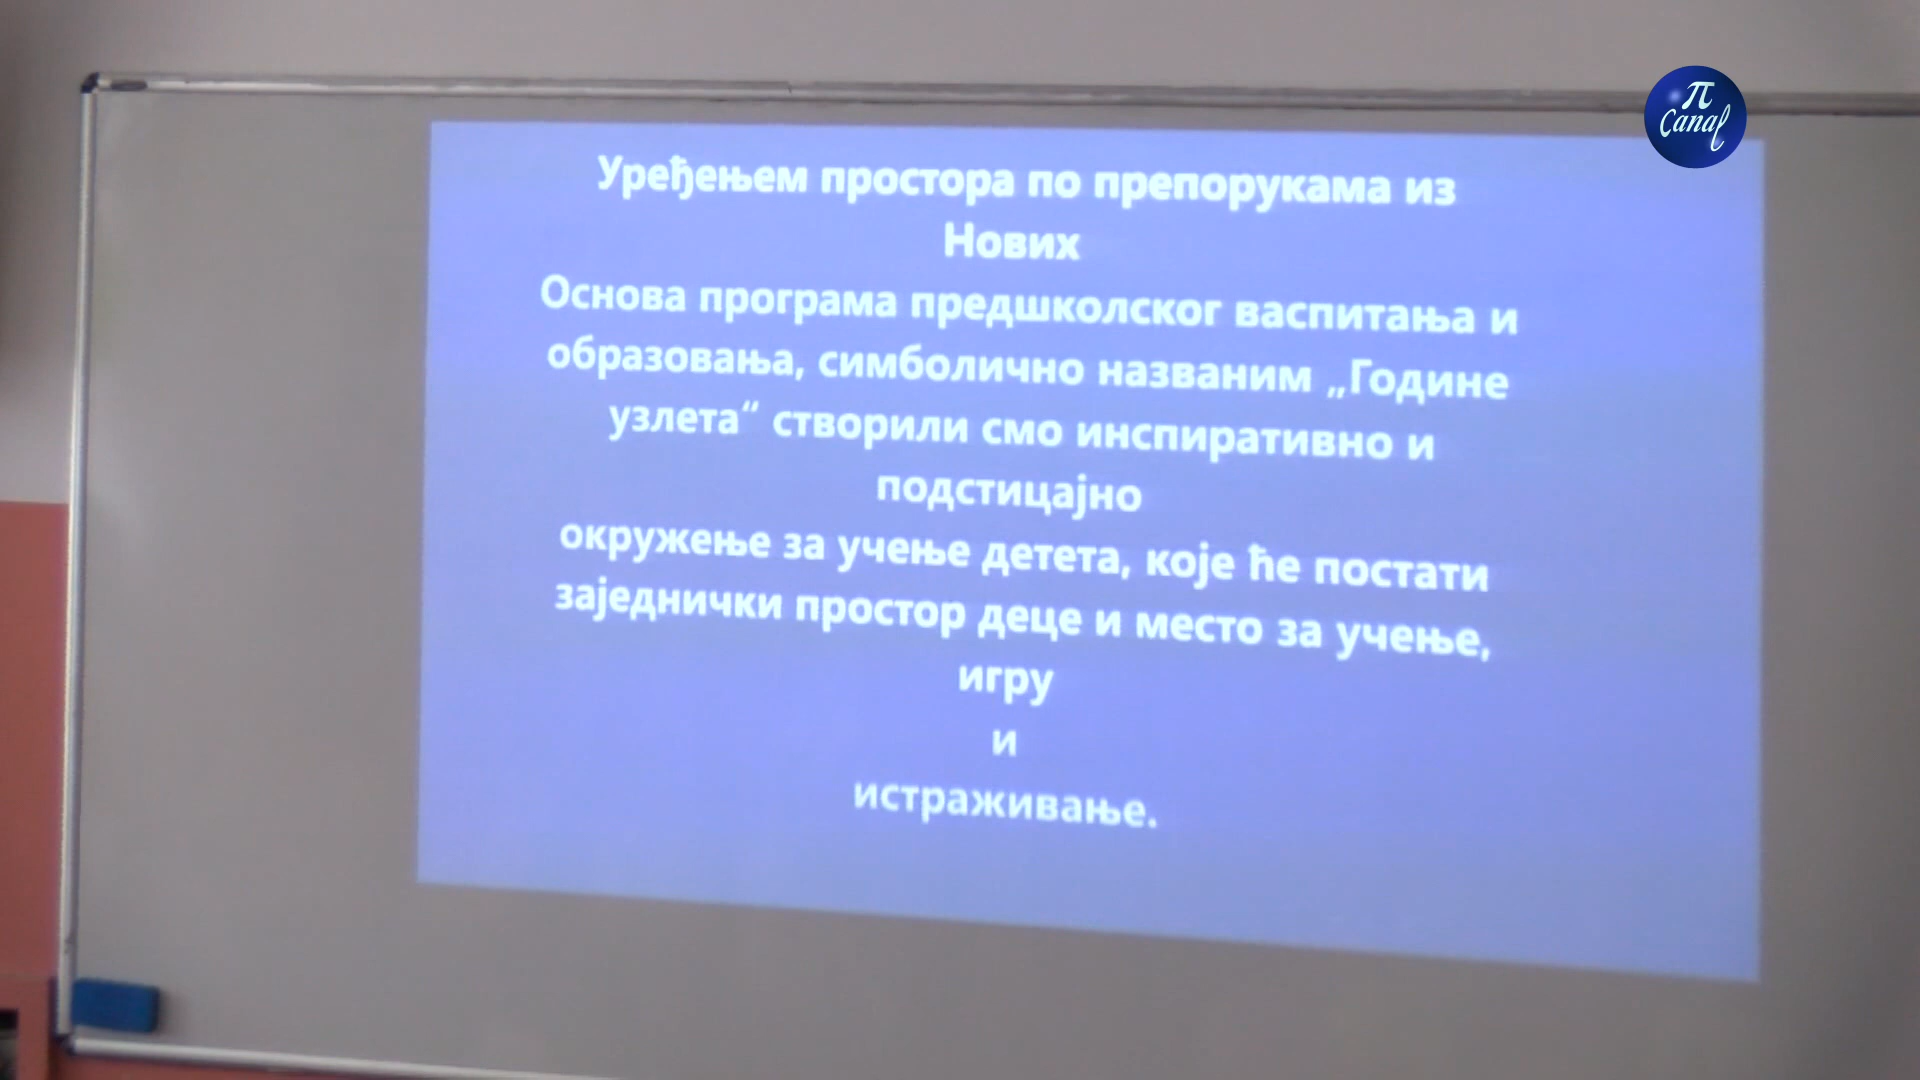 π
Canal
Уређењем простора по препорукама из
Нових
Основа програма предшколског васпитања и
образовања, симболично названим „Године
узлета“ створили смо инспиративно и
подстицајно
окружење за учење детета, које ће постати
заједнички простор деце и место за учење,
игру
и
истраживање.